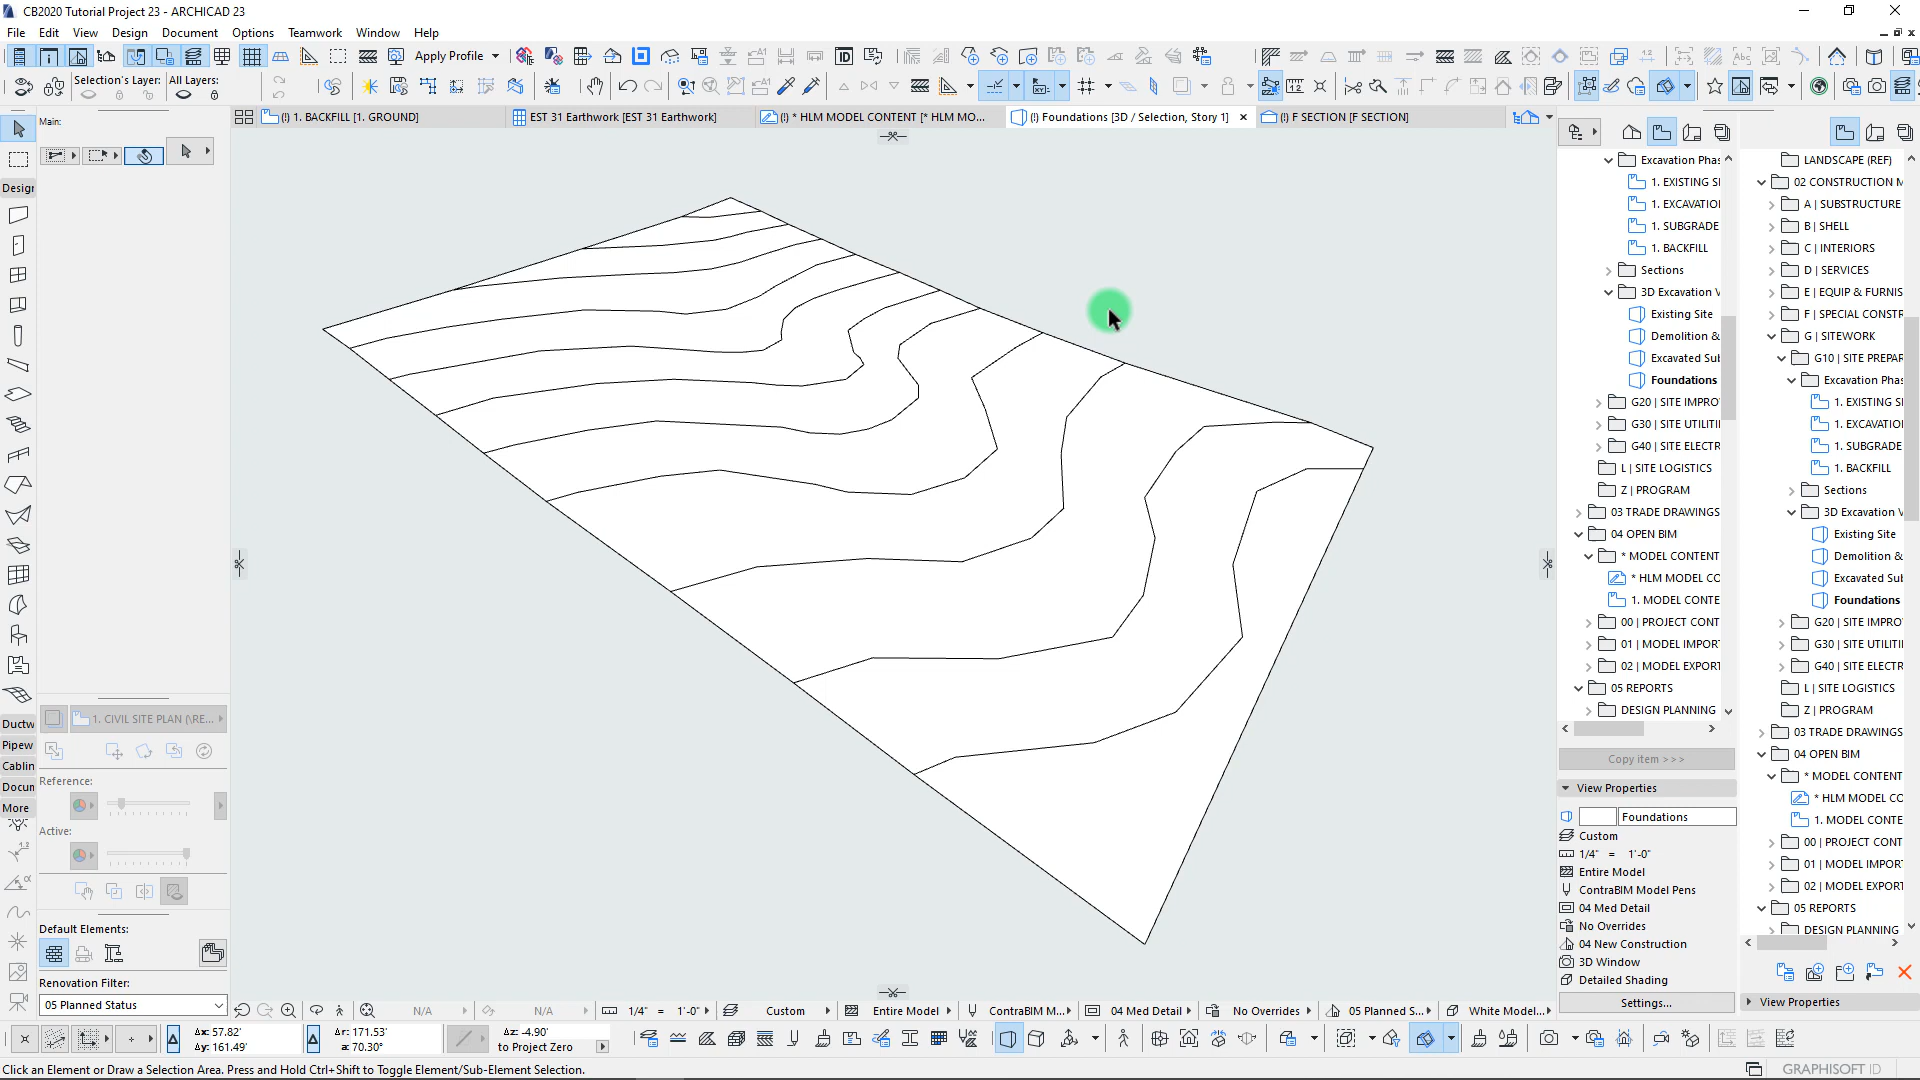 CB2020 Tutorial Project 23 - ARCHICAD 23
File Edit View Design Document Options Teamwork Window Help
Apply Profile
Selection's Layer: All Layers:
(!) 1. BACKFILL [1. GROUND]
EST 31 Earthwork [EST 31 Earthwork]
(!) * HLM MODEL CONTENT [* HLM MO...
(!) Foundations [3D / Selection, Story 1]
(!) F SECTION [F SECTION]
Main:
Design
Ductw
Pipew
Cablin
Docun
More
1. CIVIL SITE PLAN (\RE...
Reference:
Active:
Default Elements:
Renovation Filter:
05 Planned Status
Excavation Phas
1. EXISTING SI
1. EXCAVATIO
1. SUBGRADE
1. BACKFILL
Sections
3D Excavation V
Existing Site
Demolition &
Excavated Sub
Foundations
G20 | SITE IMPRO
G30 | SITE UTILITI
G40 | SITE ELECTR
L | SITE LOGISTICS
Z | PROGRAM
03 TRADE DRAWINGS
04 OPEN BIM
* MODEL CONTENT
* HLM MODEL CO
1. MODEL CONTE
00 | PROJECT CONT
01 | MODEL IMPORT
02 | MODEL EXPORT
05 REPORTS
DESIGN PLANNING
Copy item > > >
View Properties
Foundations
Custom
1/4" = 1'-0"
Entire Model
ContraBIM Model Pens
04 Med Detail
No Overrides
04 New Construction
3D Window
Detailed Shading
Settings...
LANDSCAPE (REF)
02 CONSTRUCTION M
A | SUBSTRUCTURE
B | SHELL
C | INTERIORS
D | SERVICES
E | EQUIP & FURNIS
F | SPECIAL CONSTR
G | SITEWORK
G10 | SITE PREPAR
Excavation Phas
1. EXISTING SI
1. EXCAVATIO
1. SUBGRADE
1. BACKFILL
Sections
3D Excavation V
Existing Site
Demolition &
Excavated Sub
Foundations
G20 | SITE IMPRO
G30 | SITE UTILITI
G40 | SITE ELECTR
L | SITE LOGISTICS
Z | PROGRAM
03 TRADE DRAWINGS
04 OPEN BIM
* MODEL CONTENT
* HLM MODEL CO
1. MODEL CONTE
00 | PROJECT CONT
01 | MODEL IMPORT
02 | MODEL EXPORT
05 REPORTS
DESIGN PLANNING
View Properties
N/A N/A 1/4" = 1'-0" Custom Entire Model ContraBIM M... 04 Med Detail No Overrides 05 Planned S... White Model...
Δx: 57.82' Δr: 171.53' Δz: -4.90'
Δy: 161.49' a: 70.30° to Project Zero
Click an Element or Draw a Selection Area. Press and Hold Ctrl+Shift to Toggle Element/Sub-Element Selection.
GRAPHISOFT ID